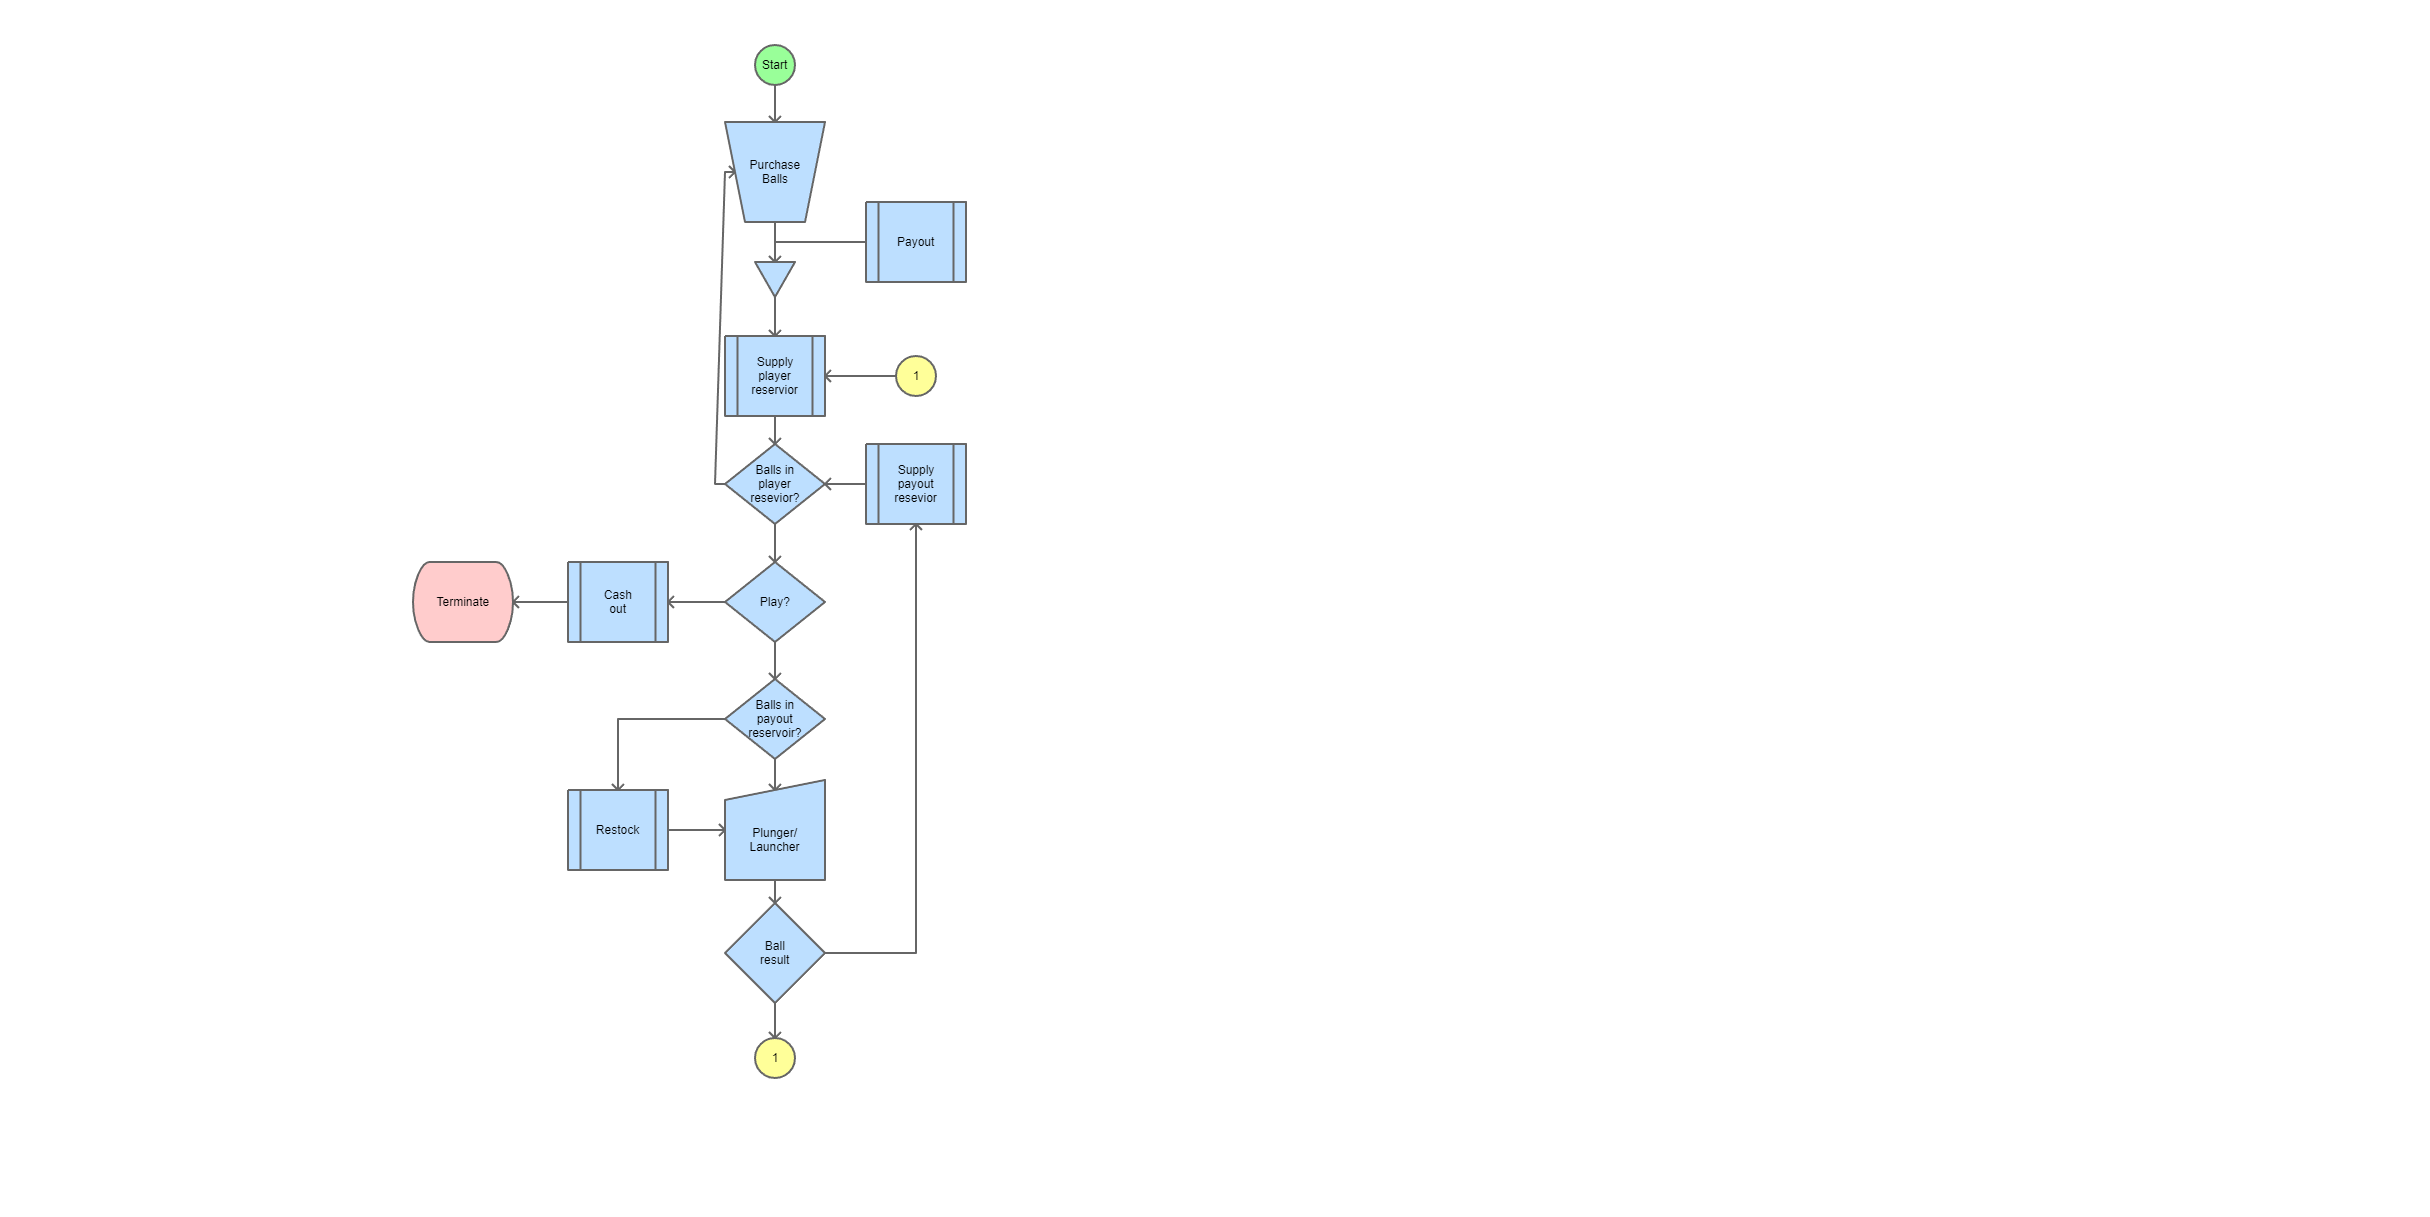 Start
Purchase
Balls
Payout
Supply
player
reservior
1
Balls in
player
resevior?
Supply
payout
resevior
Terminate
Cash
out
Play?
Balls in
payout
reservoir?
Restock
Plunger/
Launcher
Ball
result
1